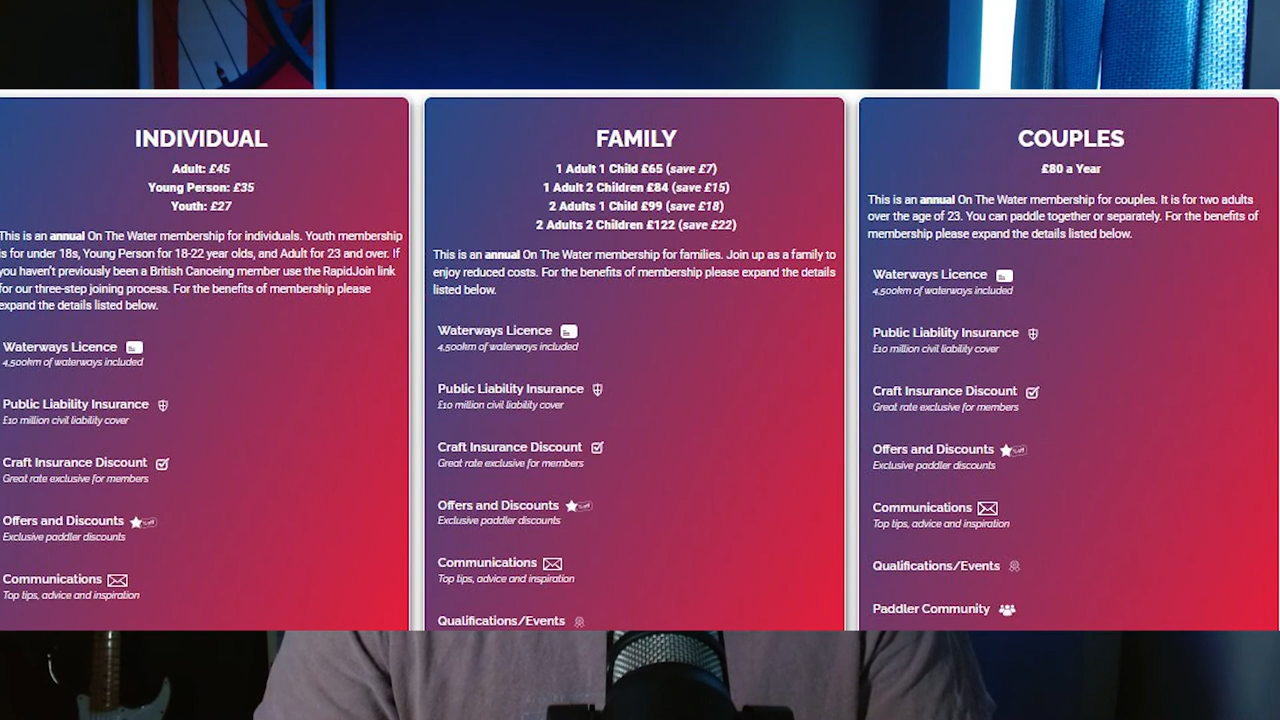 INDIVIDUAL
Adult: £45
Young Person: £35
Youth: £27
This is an annual On The Water membership for individuals. Youth membership
is for under 18s, Young Person for 18-22 year olds, and Adult for 23 and over. If
you haven't previously been a British Canoeing member use the RapidJoin link
for our three-step joining process. For the benefits of membership please
expand the details listed below.
Waterways Licence
4,500km of waterways included
Public Liability Insurance
£10 million civil liability cover
Craft Insurance Discount
Great rate exclusive for members
Offers and Discounts
Exclusive paddler discounts
Communications
Top tips, advice and inspiration
FAMILY
1 Adult 1 Child £65 (save £7)
1 Adult 2 Children £84 (save £15)
2 Adults 1 Child £99 (save £18)
2 Adults 2 Children £122 (save £22)
This is an annual On The Water membership for families. Join up as a family to
enjoy reduced costs. For the benefits of membership please expand the details
listed below.
Waterways Licence
4,500km of waterways included
Public Liability Insurance
£10 million civil liability cover
Craft Insurance Discount
Great rate exclusive for members
Offers and Discounts
Exclusive paddler discounts
Communications
Top tips, advice and inspiration
Qualifications/Events
COUPLES
£80 a Year
This is an annual On The Water membership for couples. It is for two adults
over the age of 23. You can paddle together or separately. For the benefits of
membership please expand the details listed below.
Waterways Licence
4,500km of waterways included
Public Liability Insurance
£10 million civil liability cover
Craft Insurance Discount
Great rate exclusive for members
Offers and Discounts
Exclusive paddler discounts
Communications
Top tips, advice and inspiration
Qualifications/Events
Paddler Community